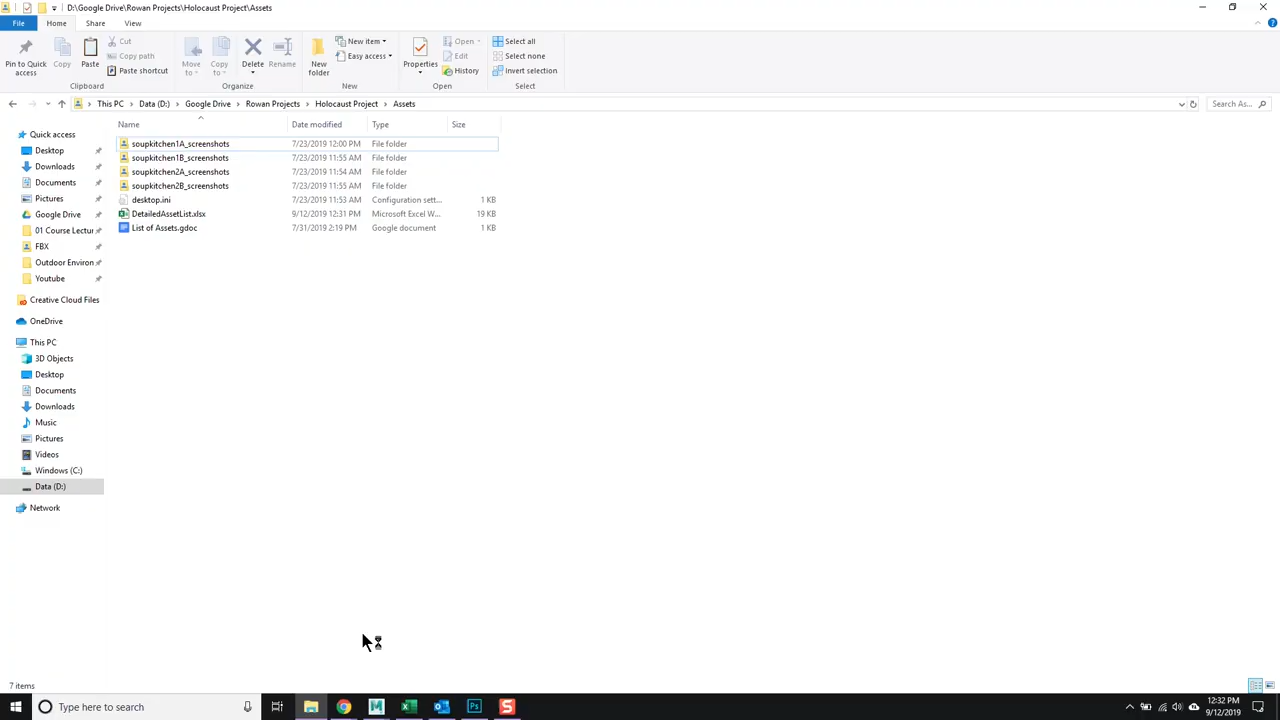 D:\Google Drive\Rowan Projects\Holocaust Project\Assets
File Home Share View
Pin to Quick access
Copy
Paste
Cut
Copy path
Paste shortcut
Clipboard
Move to
Copy to
Delete
Rename
Organize
New folder
New item
Easy access
New
Properties
Open
Edit
History
Open
Select all
Select none
Invert selection
Select
This PC > Data (D:) > Google Drive > Rowan Projects > Holocaust Project > Assets
Search As...
Name Date modified Type Size
soupkitchen1A_screenshots 7/23/2019 12:00 PM File folder
soupkitchen1B_screenshots 7/23/2019 11:55 AM File folder
soupkitchen2A_screenshots 7/23/2019 11:54 AM File folder
soupkitchen2B_screenshots 7/23/2019 11:55 AM File folder
desktop.ini 7/23/2019 11:53 AM Configuration sett... 1 KB
DetailedAssetList.xlsx 9/12/2019 12:31 PM Microsoft Excel W... 19 KB
List of Assets.gdoc 7/31/2019 2:19 PM Google document 1 KB
Quick access
Desktop
Downloads
Documents
Pictures
Google Drive
01 Course Lectur
FBX
Outdoor Environ
Youtube
Creative Cloud Files
OneDrive
This PC
3D Objects
Desktop
Documents
Downloads
Music
Pictures
Videos
Windows (C:)
Data (D:)
Network
7 items
Type here to search
Ps
12:32 PM
9/12/2019